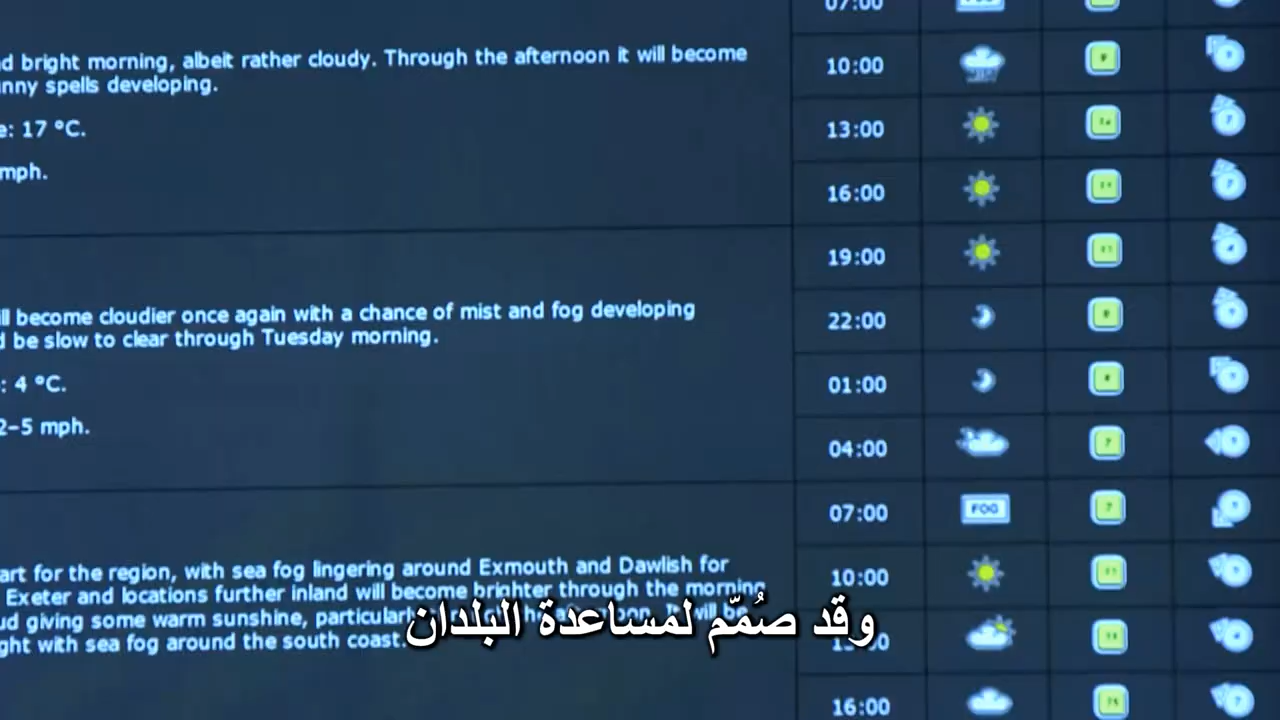 d bright morning, albeit rather cloudy. Through the afternoon it will become
nny spells developing.
e: 17 °C.
mph.
ll become cloudier once again with a chance of mist and fog developing
d be slow to clear through Tuesday morning.
: 4 °C.
2-5 mph.
art for the region, with sea fog lingering around Exmouth and Dawlish for
Exeter and locations further inland will become brighter through the morning
ud giving some warm sunshine, particular
ght with sea fog around the south coast.
07:00
10:00
13:00
16:00
19:00
22:00
01:00
04:00
07:00 FOG
10:00
16:00
وقد صُمّم لمساعدة البلدان